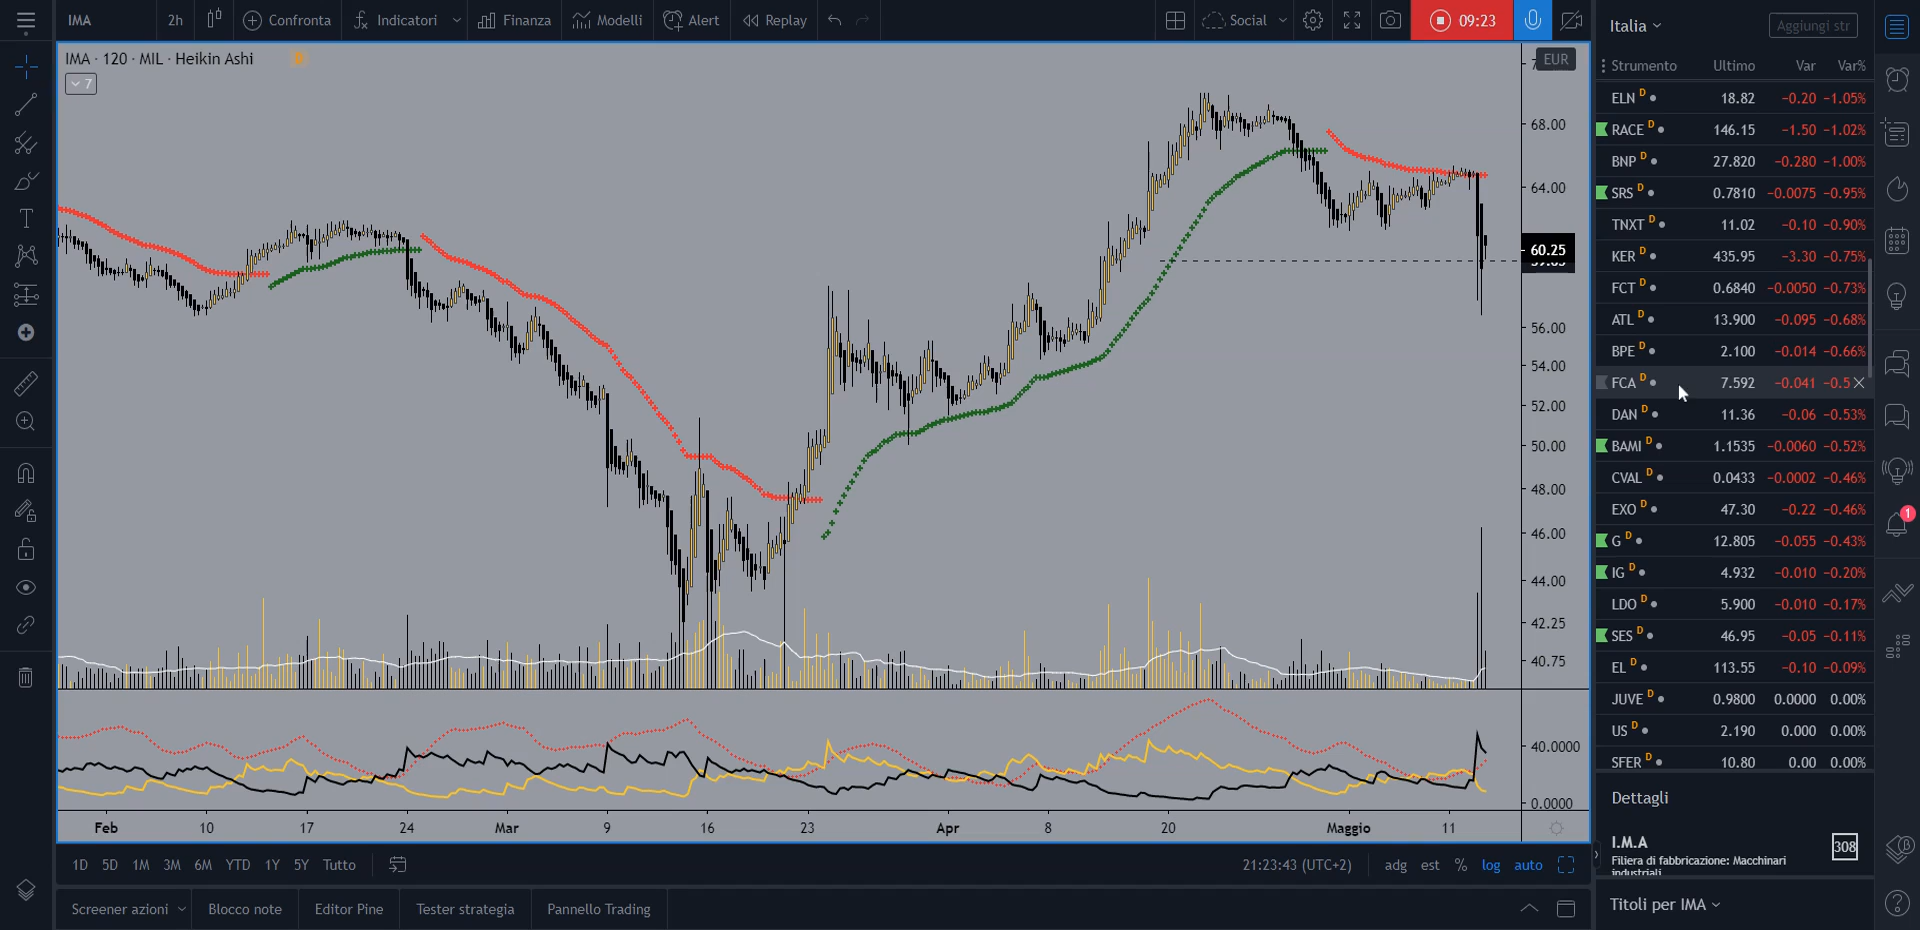 IMA
2h
Confronta
Indicatori
Finanza
Modelli
Alert
Replay
Social
09:23
IMA · 120 · MIL · Heikin Ashi
7
EUR
68.00
64.00
60.25
56.00
54.00
52.00
50.00
48.00
46.00
44.00
42.25
40.75
40.0000
0.0000
Feb 10 17 24 Mar 9 16 23 Apr 8 20 Maggio 11
1D 5D 1M 3M 6M YTD 1Y 5Y Tutto
21:23:43 (UTC+2) adg est % log auto
Screener azioni
Blocco note
Editor Pine
Tester strategia
Pannello Trading
Italia
Aggiungi str
Strumento Ultimo Var Var%
ELN D 18.82 −0.20 −1.05%
RACE D 146.15 −1.50 −1.02%
BNP D 27.820 −0.280 −1.00%
SRS D 0.7810 −0.0075 −0.95%
TNXT D 11.02 −0.10 −0.90%
KER D 435.95 −3.30 −0.75%
FCT D 0.6840 −0.0050 −0.73%
ATL D 13.900 −0.095 −0.68%
BPE D 2.100 −0.014 −0.66%
FCA D 7.592 −0.041 −0.5
DAN D 11.36 −0.06 −0.53%
BAMI D 1.1535 −0.0060 −0.52%
CVAL D 0.0433 −0.0002 −0.46%
EXO D 47.30 −0.22 −0.46%
G D 12.805 −0.055 −0.43%
IG D 4.932 −0.010 −0.20%
LDO D 5.900 −0.010 −0.17%
SES D 46.95 −0.05 −0.11%
EL D 113.55 −0.10 −0.09%
JUVE D 0.9800 0.0000 0.00%
US D 2.190 0.000 0.00%
SFER D 10.80 0.00 0.00%
Dettagli
I.M.A
308
Filiera di fabbricazione: Macchinari
industriali
Titoli per IMA
1